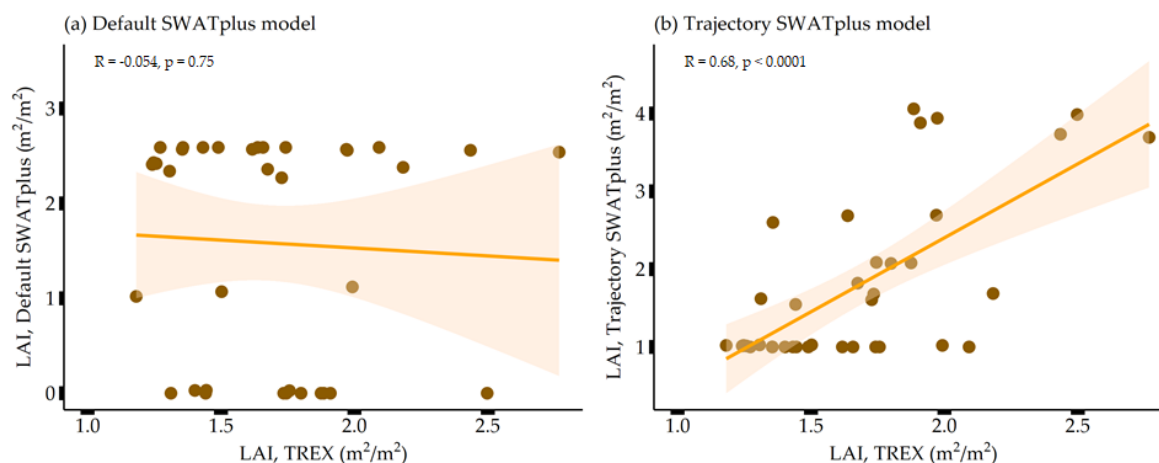 (a) Default SWATplus model
R = -0.054, p = 0.75
LAI, Default SWATplus (m²/m²)
3
2
1
0
1.0 1.5 2.0 2.5
LAI, TREX (m²/m²)
(b) Trajectory SWATplus model
R = 0.68, p < 0.0001
LAI, Trajectory SWATplus (m²/m²)
4
3
2
1
1.0 1.5 2.0 2.5
LAI, TREX (m²/m²)